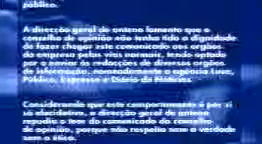 público.
A direcção geral de antena lamenta que o
conselho de opinião não tenha tido a dignidade
de fazer chegar este comunicado aos orgãos
da empresa pelas vias normais, tendo optado
por o enviar às redacções de diversos orgãos
de informação, nomeadamente a agência Lusa,
Público, Expresso e Diário de Notícias.
Considerando que este comportamento é por si
só elucidativo, a direcção geral de antena
repudia o teor do comunicado do conselho
de opinião, porque não respeita nem a verdade
nem a ética.